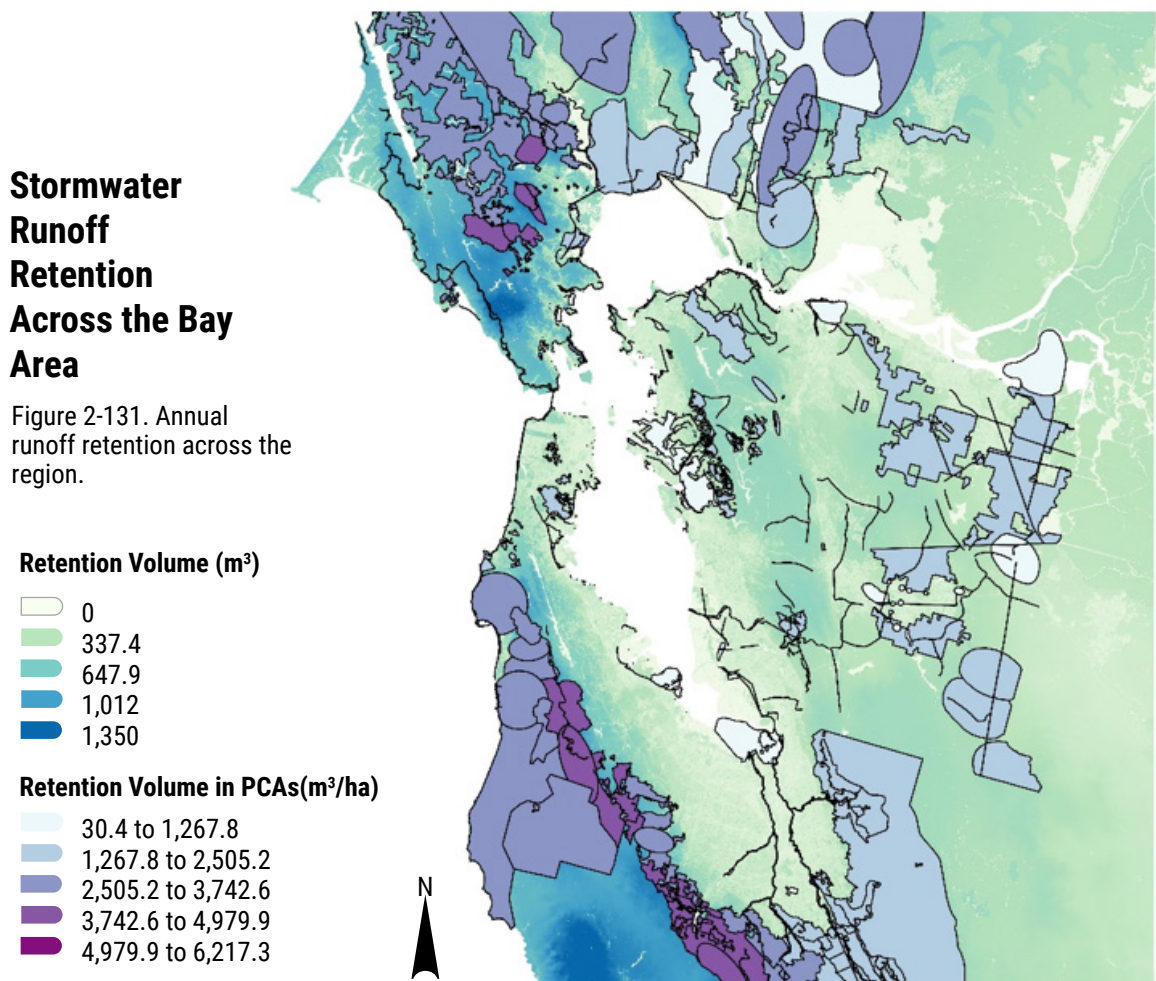 Stormwater
Runoff
Retention
Across the Bay
Area
Figure 2-131. Annual
runoff retention across the
region.
Retention Volume (m³)
0
337.4
647.9
1,012
1,350
Retention Volume in PCAs(m³/ha)
30.4 to 1,267.8
1,267.8 to 2,505.2
2,505.2 to 3,742.6
3,742.6 to 4,979.9
4,979.9 to 6,217.3
N